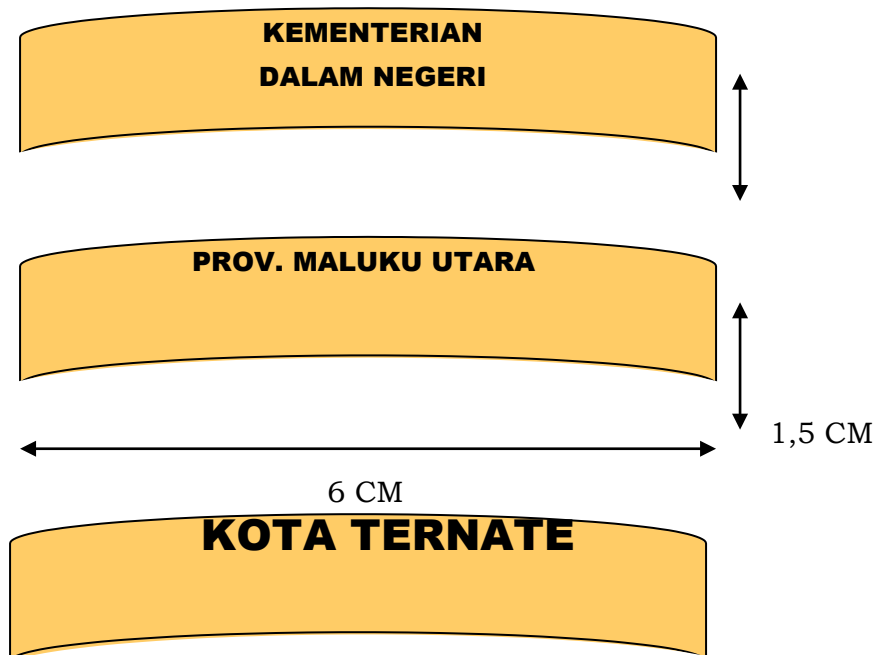 KEMENTERIAN
DALAM NEGERI
PROV. MALUKU UTARA
1,5 CM
6 CM
KOTA TERNATE